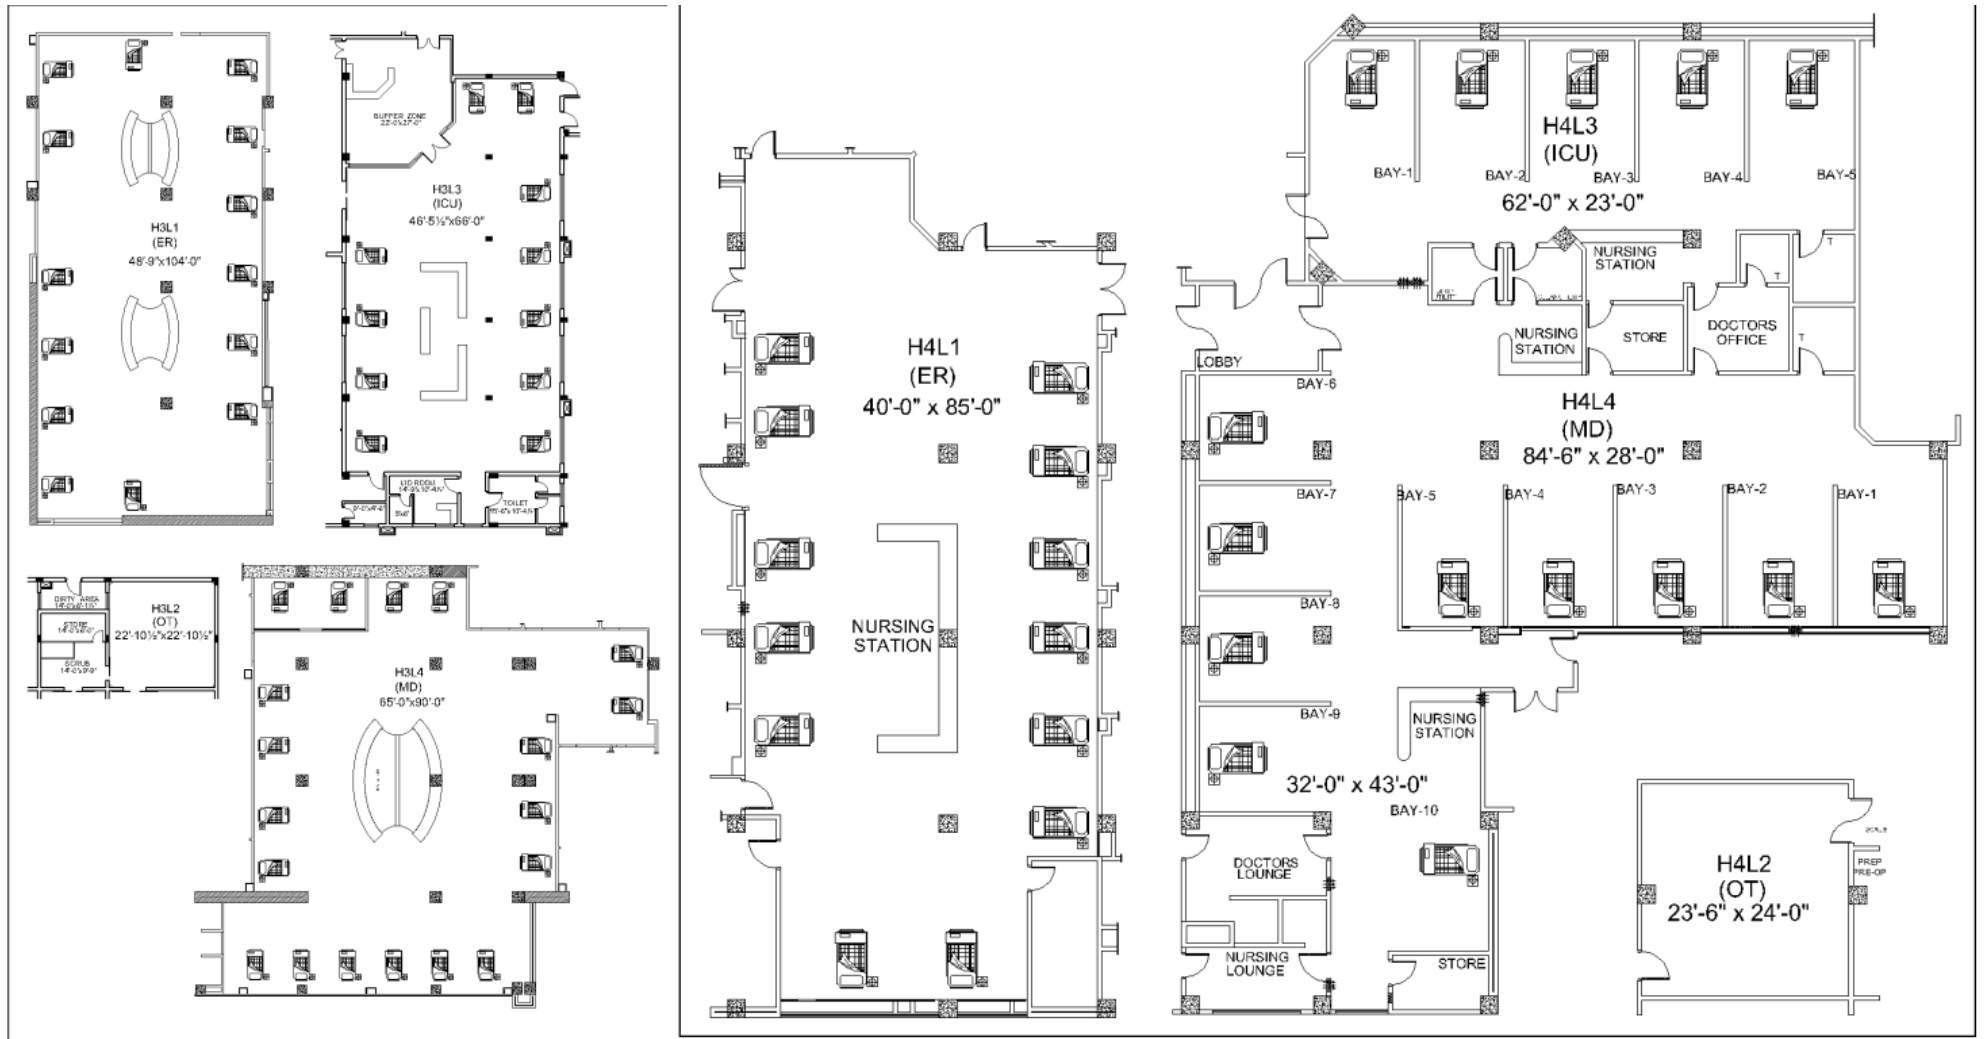 H3L1
(ER)
48'-9"x104'-0"
BUFFER ZONE
H3L3
(ICU)
46'-5½"x66'-0"
TOILET
DIRTY AREA
STORE
SCRUB
H3L2
(OT)
22'-10½"x22'-10½"
H3L4
(MD)
65'-0"x90'-0"
H4L1
(ER)
40'-0" x 85'-0"
NURSING
STATION
H4L3
(ICU)
62'-0" x 23'-0"
BAY-1
BAY-2
BAY-3
BAY-4
BAY-5
NURSING
STATION
T
T
T
NURSING
STATION
STORE
DOCTORS
OFFICE
LOBBY
H4L4
(MD)
84'-6" x 28'-0"
BAY-6
BAY-7
BAY-5
BAY-4
BAY-3
BAY-2
BAY-1
BAY-8
BAY-9
NURSING
STATION
32'-0" x 43'-0"
BAY-10
DOCTORS
LOUNGE
NURSING
LOUNGE
STORE
H4L2
(OT)
23'-6" x 24'-0"
PREP
PRE-OP